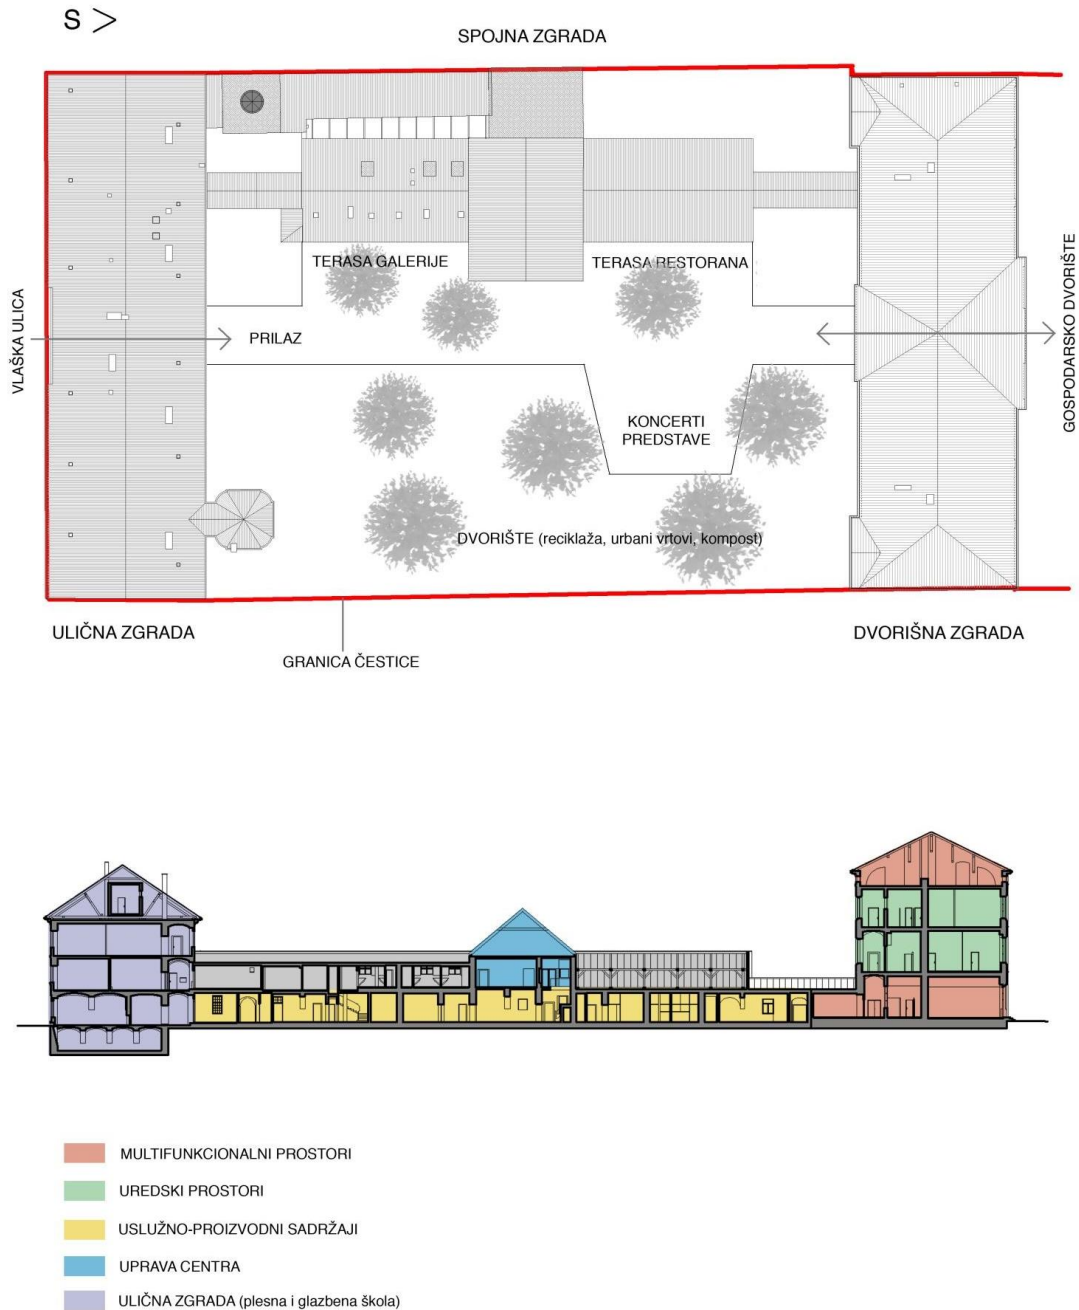 S >
SPOJNA ZGRADA
VLAŠKA ULICA
TERASA GALERIJE
TERASA RESTORANA
PRILAZ
KONCERTI
PREDSTAVE
GOSPODARSKO DVORIŠTE
DVORIŠTE (reciklaža, urbani vrtovi, kompost)
ULIČNA ZGRADA
DVORIŠNA ZGRADA
GRANICA ČESTICE
MULTIFUNKCIONALNI PROSTORI
UREDSKI PROSTORI
USLUŽNO-PROIZVODNI SADRŽAJI
UPRAVA CENTRA
ULIČNA ZGRADA (plesna i glazbena škola)